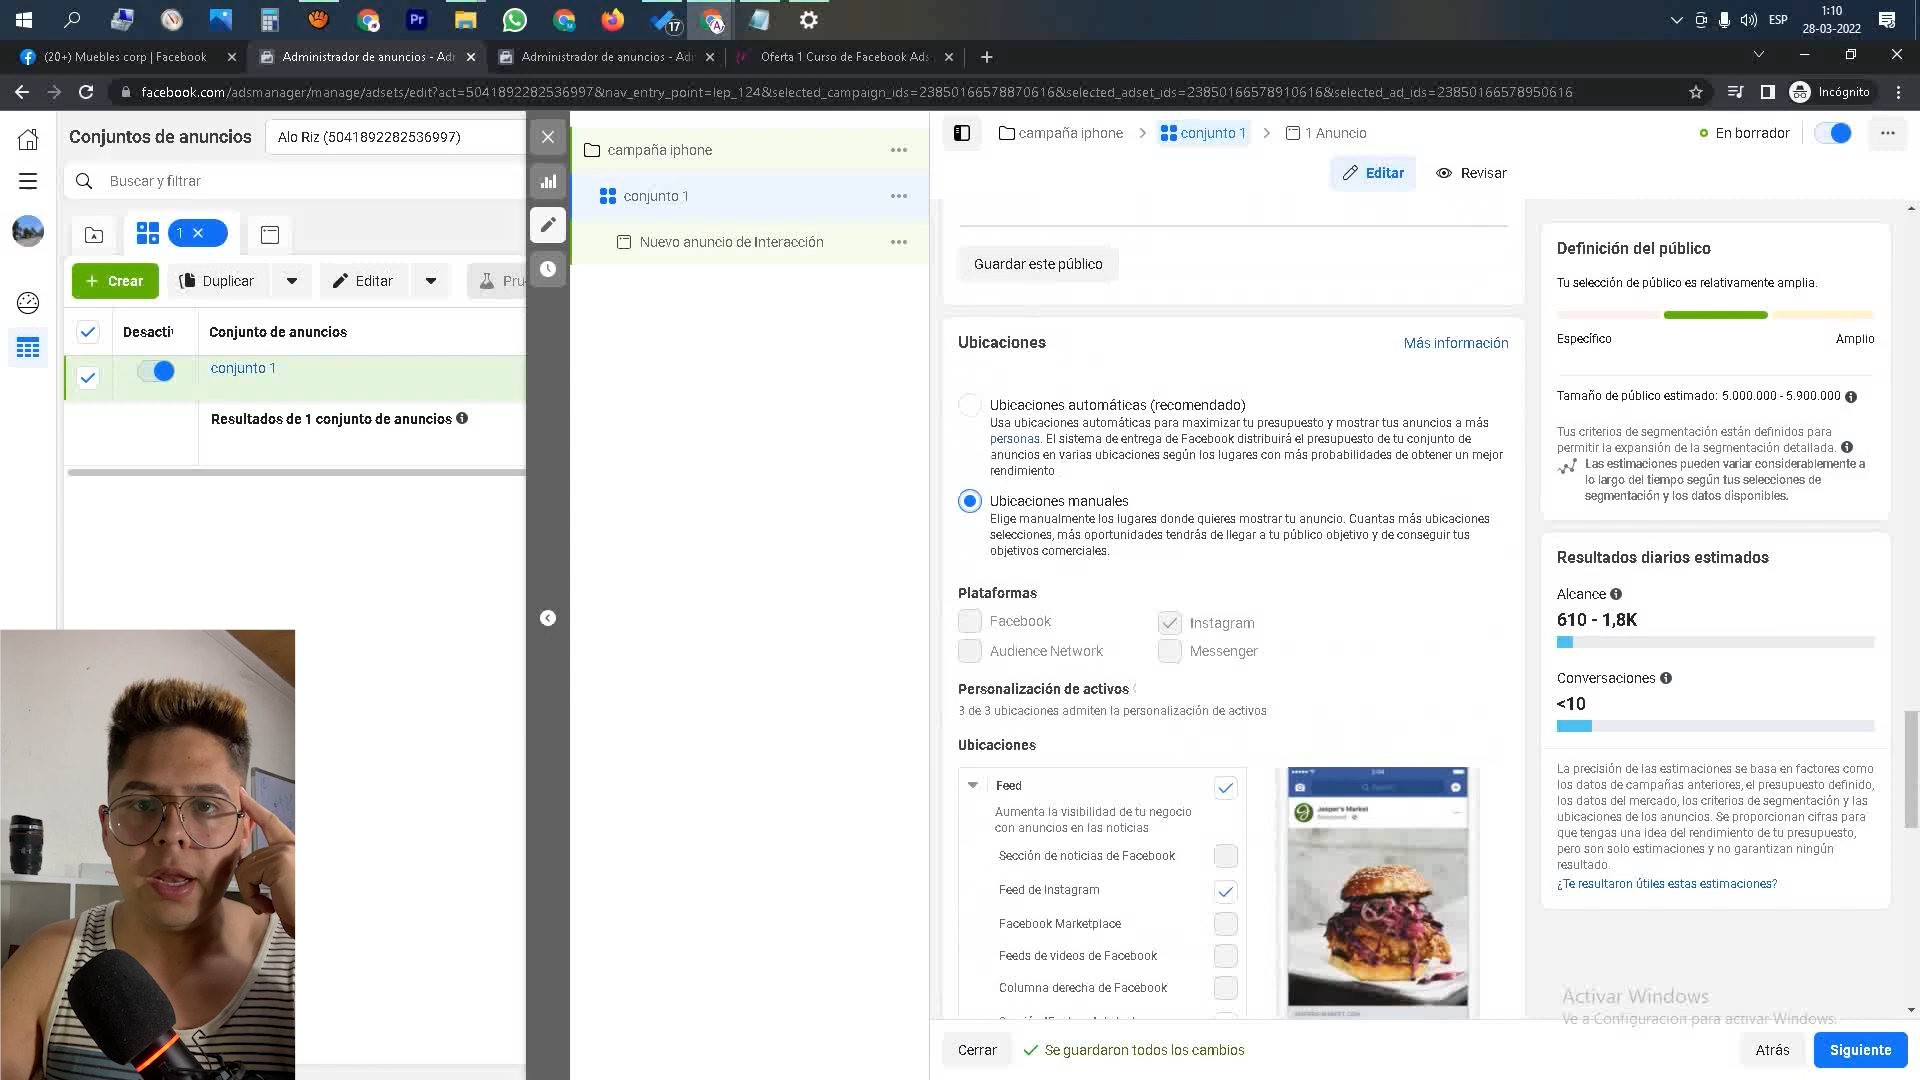 17
ESP
1:10
28-03-2022
(20+) Muebles corp | Facebook
Administrador de anuncios - Adr
Administrador de anuncios - Adr
Oferta 1 Curso de Facebook Ads
facebook.com/adsmanager/manage/adsets/edit?act=5041892282536997&nav_entry_point=lep_124&selected_campaign_ids=23850166578870616&selected_adset_ids=23850166578910616&selected_ad_ids=23850166578950616
Incógnito
Conjuntos de anuncios
Alo Riz (5041892282536997)
Buscar y filtrar
1
Crear
Duplicar
Editar
Pru
Desacti
Conjunto de anuncios
conjunto 1
Resultados de 1 conjunto de anuncios
campaña iphone
conjunto 1
Nuevo anuncio de Interacción
campaña iphone
conjunto 1
1 Anuncio
En borrador
Editar
Revisar
Guardar este público
Ubicaciones
Más información
Ubicaciones automáticas (recomendado)
Usa ubicaciones automáticas para maximizar tu presupuesto y mostrar tus anuncios a más
personas. El sistema de entrega de Facebook distribuirá el presupuesto de tu conjunto de
anuncios en varias ubicaciones según los lugares con más probabilidades de obtener un mejor
rendimiento
Ubicaciones manuales
Elige manualmente los lugares donde quieres mostrar tu anuncio. Cuantas más ubicaciones
selecciones, más oportunidades tendrás de llegar a tu público objetivo y de conseguir tus
objetivos comerciales.
Plataformas
Facebook
Instagram
Audience Network
Messenger
Personalización de activos
3 de 3 ubicaciones admiten la personalización de activos
Ubicaciones
Feed
Aumenta la visibilidad de tu negocio
con anuncios en las noticias
Sección de noticias de Facebook
Feed de Instagram
Facebook Marketplace
Feeds de videos de Facebook
Columna derecha de Facebook
Jasper's Market
Cerrar
Se guardaron todos los cambios
Atrás
Siguiente
Definición del público
Tu selección de público es relativamente amplia.
Específico
Amplio
Tamaño de público estimado: 5.000.000 - 5.900.000
Tus criterios de segmentación están definidos para
permitir la expansión de la segmentación detallada.
Las estimaciones pueden variar considerablemente a
lo largo del tiempo según tus selecciones de
segmentación y los datos disponibles.
Resultados diarios estimados
Alcance
610 - 1,8K
Conversaciones
<10
La precisión de las estimaciones se basa en factores como
los datos de campañas anteriores, el presupuesto definido,
los datos del mercado, los criterios de segmentación y las
ubicaciones de los anuncios. Se proporcionan cifras para
que tengas una idea del rendimiento de tu presupuesto,
pero son solo estimaciones y no garantizan ningún
resultado.
¿Te resultaron útiles estas estimaciones?
Activar Windows
Ve a Configuración para activar Windows.